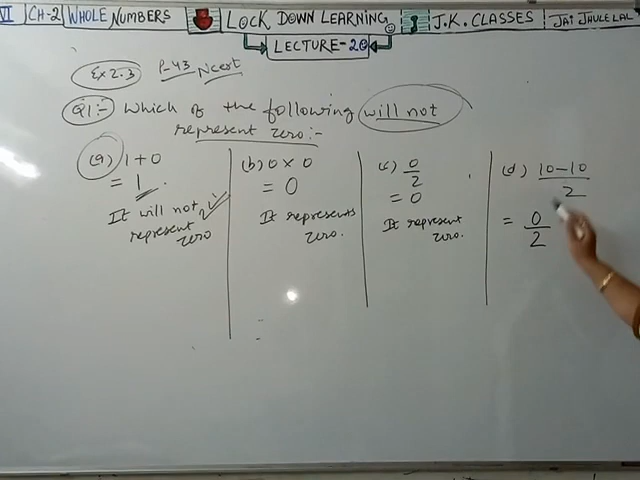 VI CH-2 WHOLE NUMBERS LOCK DOWN LEARNING J.K. CLASSES JAI JHULELAL
LECTURE-20
Ex 2.3 P-43 Ncert
Q1:- Which of the following will not
represent zero:-
(a) 1+0
= 1
It will not
represent
zero
(b) 0 × 0
= 0
It represents
zero.
(c) 0/2
= 0
It represent
zero.
(d) 10-10/2
= 0/2